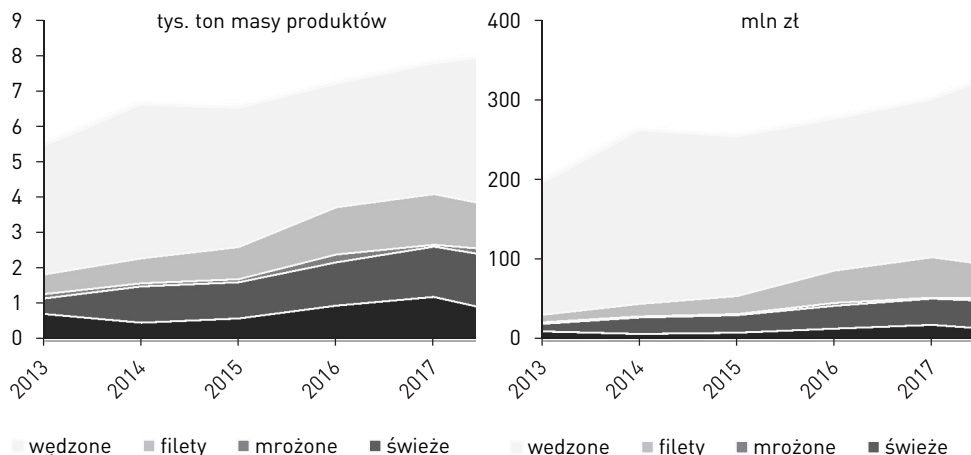 tys. ton masy produktów
9
8
7
6
5
4
3
2
1
0
2013
2014
2015
2016
2017
wędzone
filety
mrożone
świeże
mln zł
400
300
200
100
0
2013
2014
2015
2016
2017
wędzone
filety
mrożone
świeże